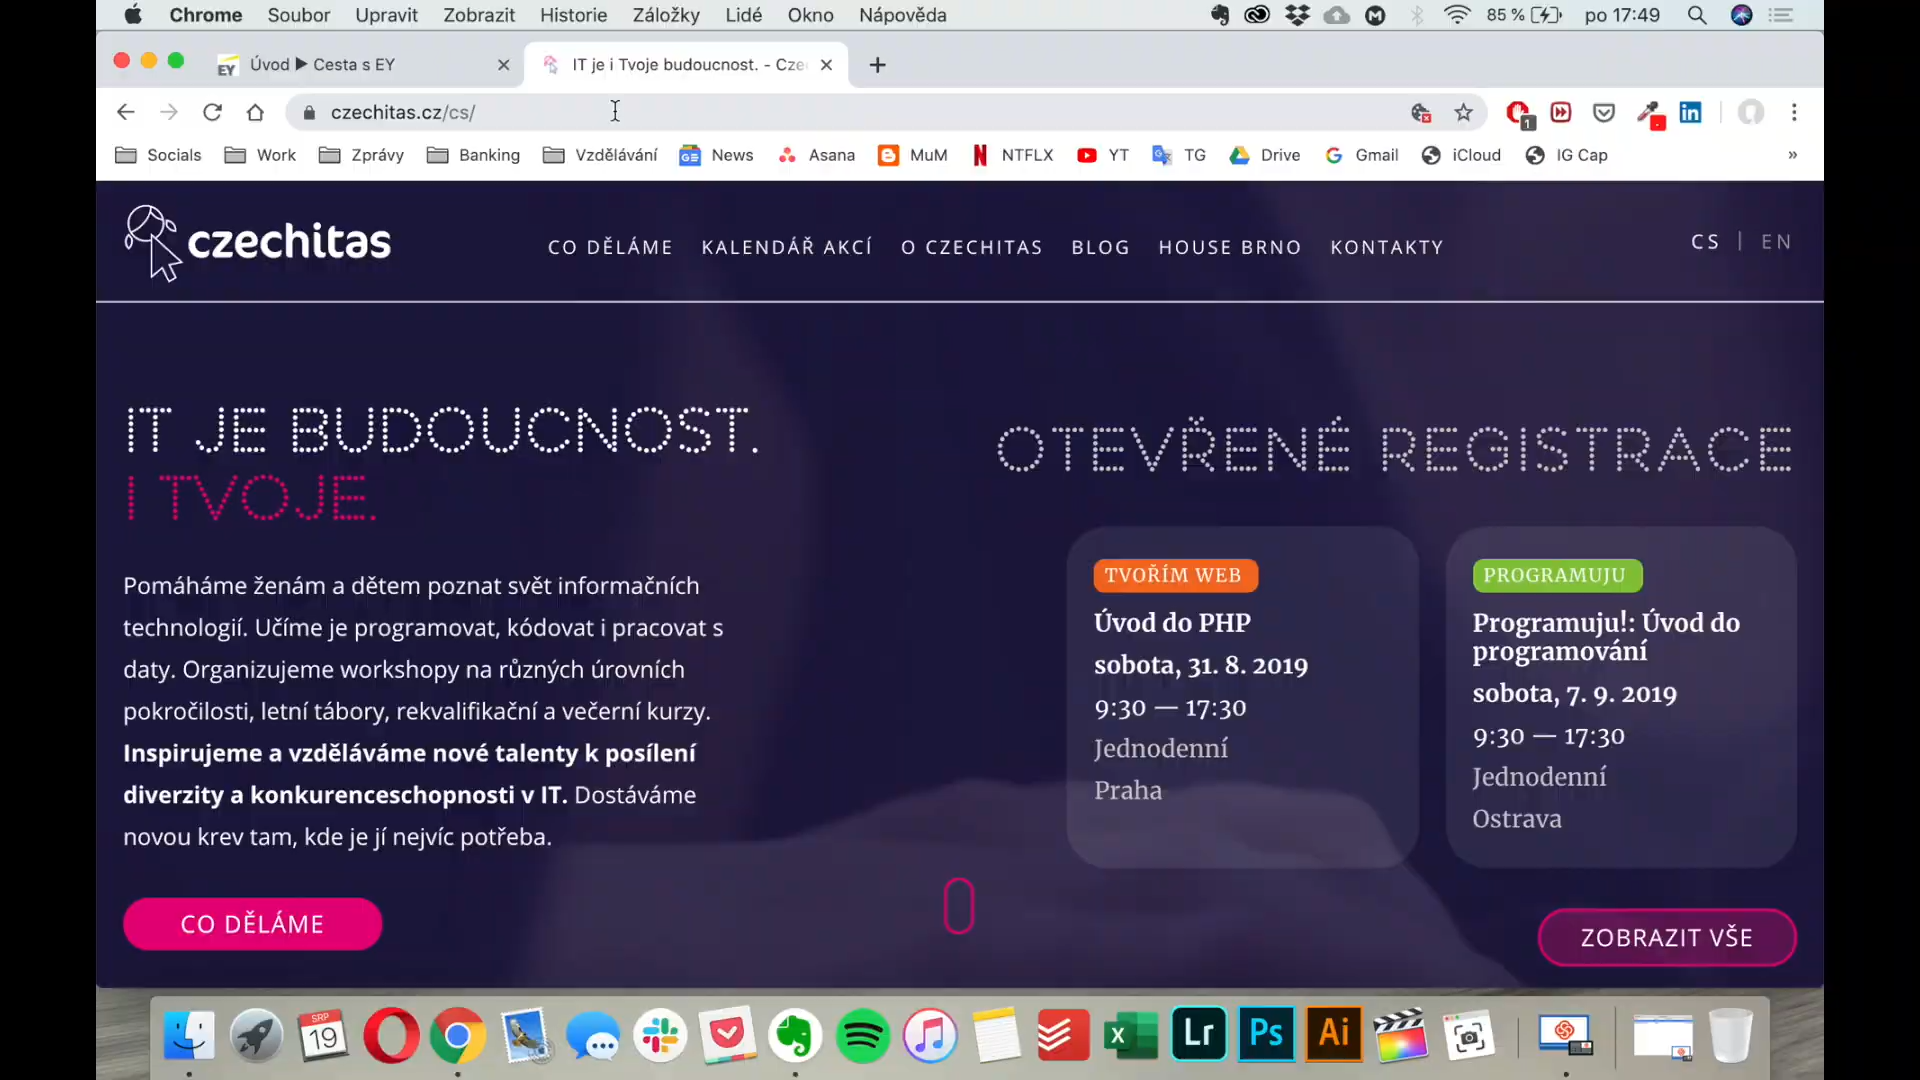 Chrome Soubor Upravit Zobrazit Historie Záložky Lidé Okno Nápověda 85 % po 17:49
EY Úvod ▶ Cesta s EY IT je i Tvoje budoucnost. - Cze
czechitas.cz/cs/
1
Socials Work Zprávy Banking Vzdělávání News Asana MuM NTFLX YT TG Drive Gmail iCloud IG Cap »
czechitas
CO DĚLÁME KALENDÁŘ AKCÍ O CZECHITAS BLOG HOUSE BRNO KONTAKTY
CS | EN
IT JE BUDOUCNOST.
I TVOJE.
Pomáháme ženám a dětem poznat svět informačních
technologií. Učíme je programovat, kódovat i pracovat s
daty. Organizujeme workshopy na různých úrovních
pokročilosti, letní tábory, rekvalifikační a večerní kurzy.
Inspirujeme a vzděláváme nové talenty k posílení
diverzity a konkurenceschopnosti v IT. Dostáváme
novou krev tam, kde je jí nejvíc potřeba.
CO DĚLÁME
OTEVŘENÉ REGISTRACE
TVOŘÍM WEB
Úvod do PHP
sobota, 31. 8. 2019
9:30 — 17:30
Jednodenní
Praha
PROGRAMUJU
Programuju!: Úvod do
programování
sobota, 7. 9. 2019
9:30 — 17:30
Jednodenní
Ostrava
ZOBRAZIT VŠE
SRP
19
Lr Ps Ai